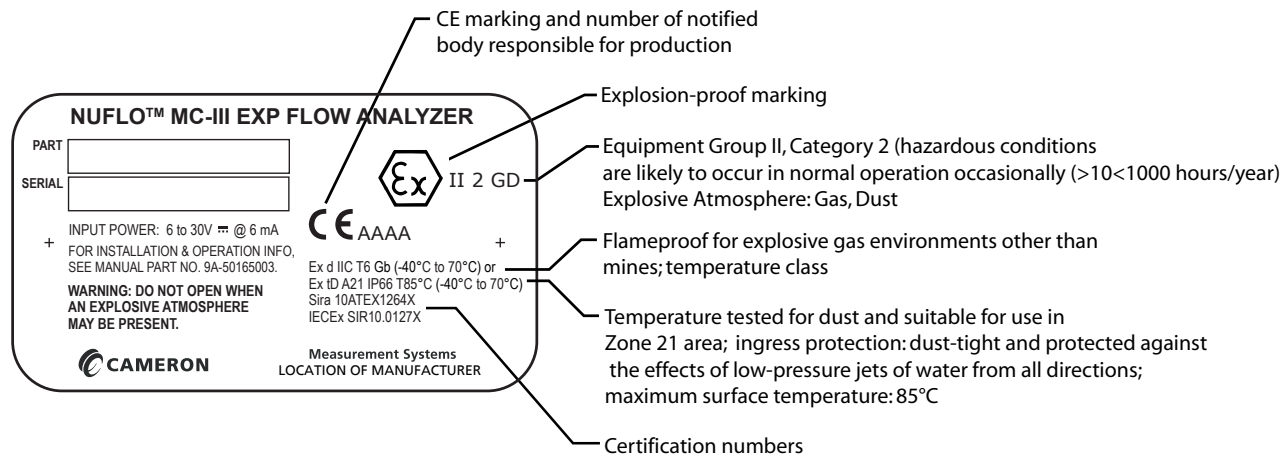 CE marking and number of notified
body responsible for production
Explosion-proof marking
Equipment Group II, Category 2 (hazardous conditions
are likely to occur in normal operation occasionally (>10<1000 hours/year)
Explosive Atmosphere: Gas, Dust
Flameproof for explosive gas environments other than
mines; temperature class
Temperature tested for dust and suitable for use in
Zone 21 area; ingress protection: dust-tight and protected against
the effects of low-pressure jets of water from all directions;
maximum surface temperature: 85°C
Certification numbers
NUFLO™ MC-III EXP FLOW ANALYZER
PART
SERIAL
Ex II 2 GD
INPUT POWER: 6 to 30V ⎓ @ 6 mA
FOR INSTALLATION & OPERATION INFO,
SEE MANUAL PART NO. 9A-50165003.
WARNING: DO NOT OPEN WHEN
AN EXPLOSIVE ATMOSPHERE
MAY BE PRESENT.
CE AAAA
+ +
Ex d IIC T6 Gb (-40°C to 70°C) or
Ex tD A21 IP66 T85°C (-40°C to 70°C)
Sira 10ATEX1264X
IECEx SIR10.0127X
CAMERON
Measurement Systems
LOCATION OF MANUFACTURER